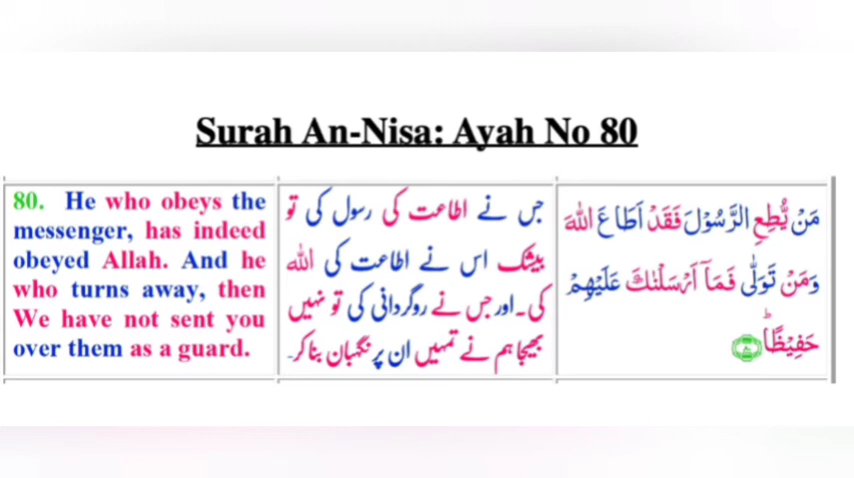 Surah An-Nisa: Ayah No 80
80. He who obeys the
messenger, has indeed
obeyed Allah. And he
who turns away, then
We have not sent you
over them as a guard.
جس نے اطاعت کی رسول کی تو
بیشک اس نے اطاعت کی اللہ
کی۔ اور جس نے روگردانی کی تو نہیں
بھیجا ہم نے تمہیں ان پر نگہبان بنا کر۔
مَنْ يُّطِعِ الرَّسُوْلَ فَقَدْ اَطَاعَ اللّٰهَ
وَمَنْ تَوَلّٰى فَمَآ اَرْسَلْنٰكَ عَلَيْهِمْ
حَفِيْظًا ؕ ۸۰